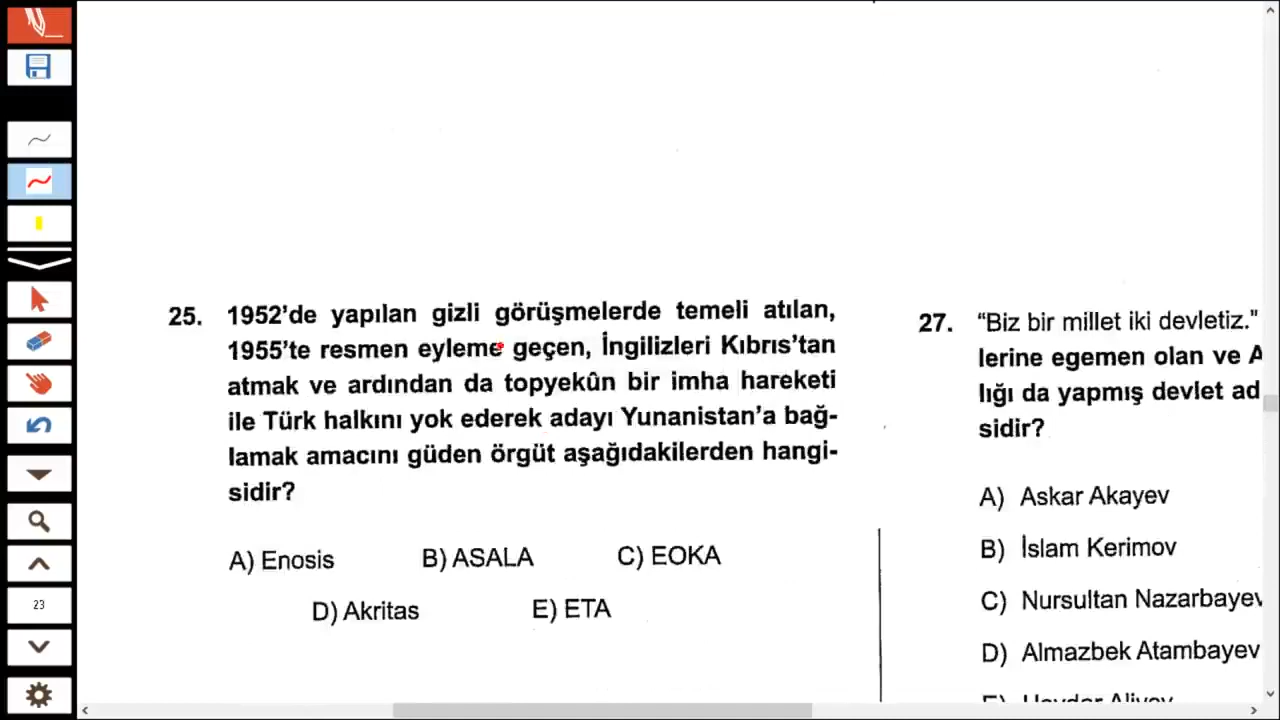 25. 1952'de yapılan gizli görüşmelerde temeli atılan,
1955'te resmen eyleme geçen, İngilizleri Kıbrıs'tan
atmak ve ardından da topyekûn bir imha hareketi
ile Türk halkını yok ederek adayı Yunanistan'a bağ-
lamak amacını güden örgüt aşağıdakilerden hangi-
sidir?
A) Enosis B) ASALA C) EOKA
D) Akritas E) ETA
27. “Biz bir millet iki devletiz.”
lerine egemen olan ve A
lığı da yapmış devlet ad
sidir?
A) Askar Akayev
B) İslam Kerimov
C) Nursultan Nazarbayev
D) Almazbek Atambayev
23